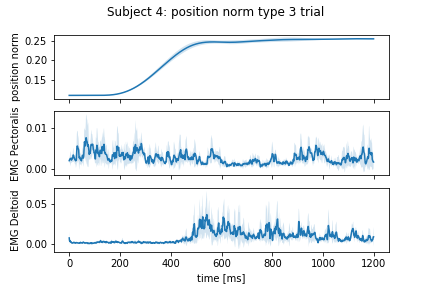 Subject 4: position norm type 3 trial
position norm
0.25
0.20
0.15
EMG Pectoralis
0.01
0.00
EMG Deltoid
0.05
0.00
0 200 400 600 800 1000 1200
time [ms]